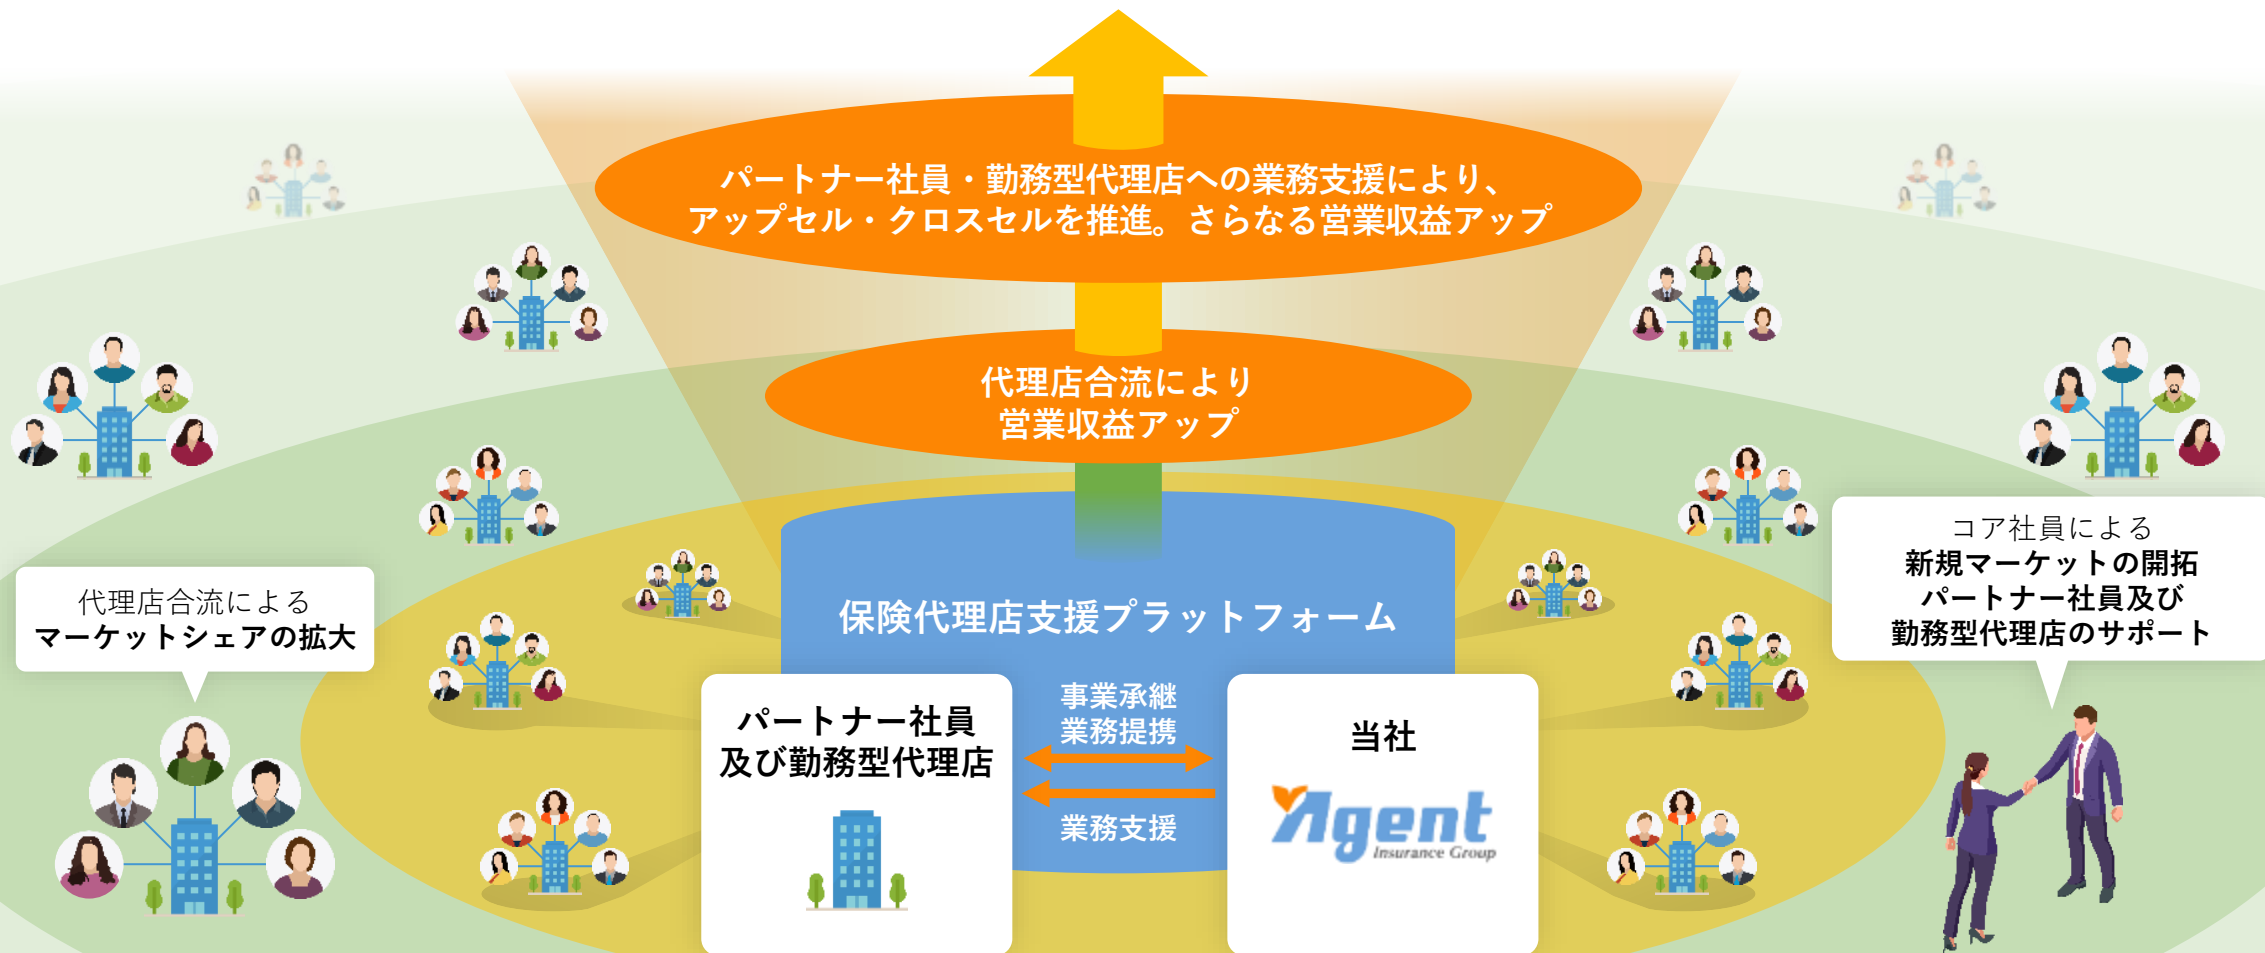 パートナー社員・勤務型代理店への業務支援により、
アップセル・クロスセルを推進。さらなる営業収益アップ
代理店合流により
営業収益アップ
代理店合流による
マーケットシェアの拡大
コア社員による
新規マーケットの開拓
パートナー社員及び
勤務型代理店のサポート
保険代理店支援プラットフォーム
パートナー社員
及び勤務型代理店
事業承継
業務提携
業務支援
当社
Agent
Insurance Group